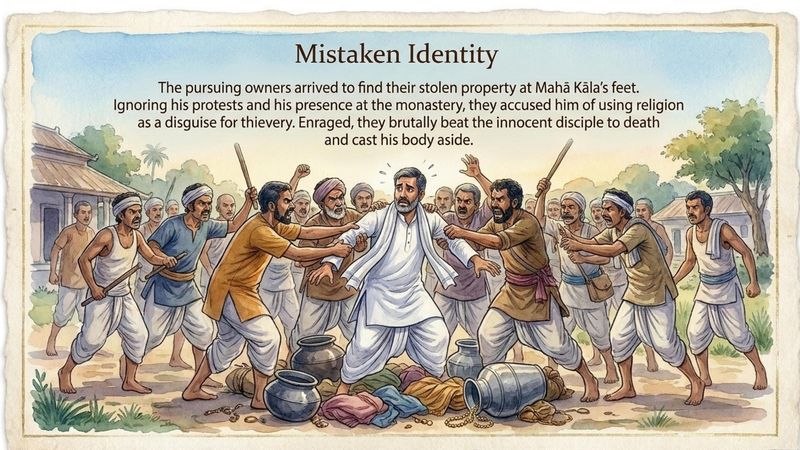 Mistaken Identity
The pursuing owners arrived to find their stolen property at Mahā Kāla's feet.
Ignoring his protests and his presence at the monastery, they accused him of using religion
as a disguise for thievery. Enraged, they brutally beat the innocent disciple to death
and cast his body aside.